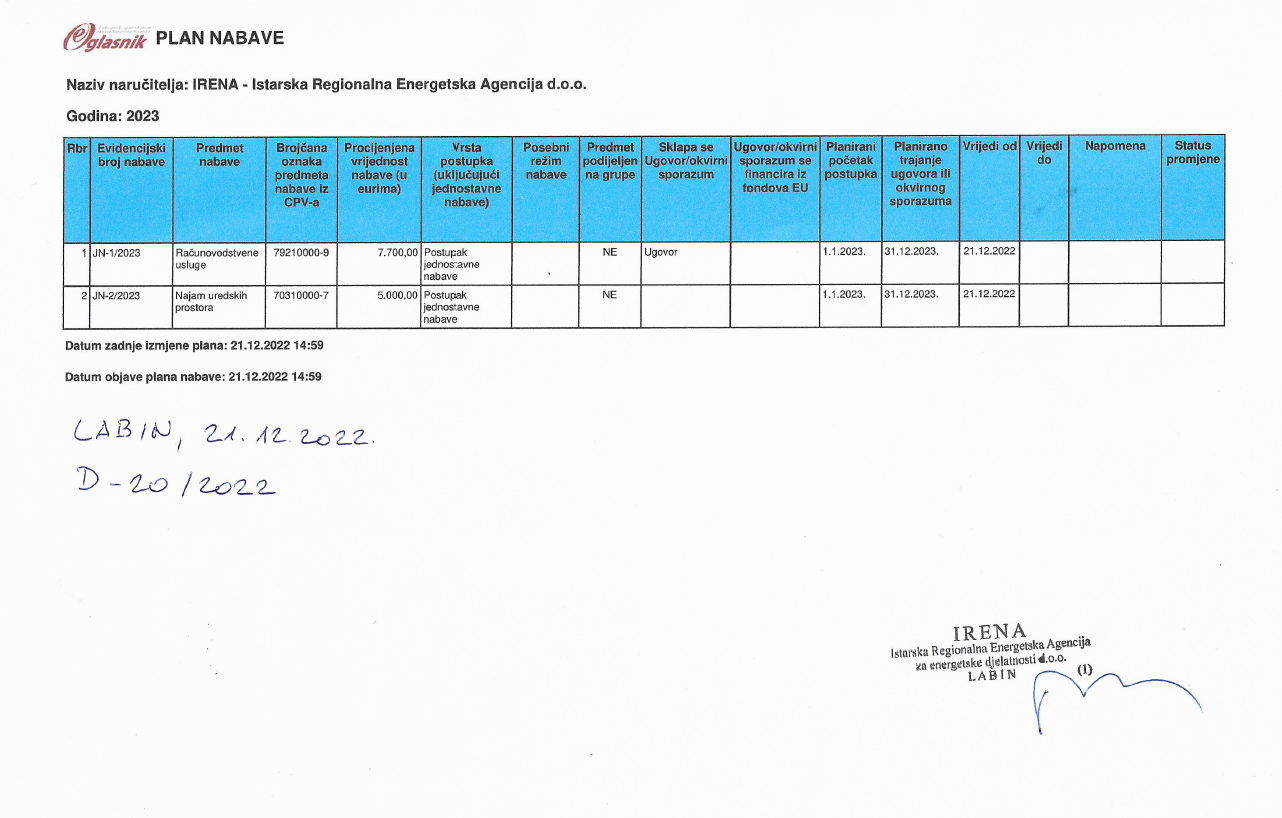 eglasnik PLAN NABAVE
Naziv naručitelja: IRENA - Istarska Regionalna Energetska Agencija d.o.o.
Godina: 2023
Rbr Evidencijski broj nabave Predmet nabave Brojčana oznaka predmeta nabave iz CPV-a Procijenjena vrijednost nabave (u eurima) Vrsta postupka (uključujući jednostavne nabave) Posebni režim nabave Predmet podijeljen na grupe Sklapa se Ugovor/okvirni sporazum Ugovor/okvirni sporazum se financira iz fondova EU Planirani početak postupka Planirano trajanje ugovora ili okvirnog sporazuma Vrijedi od Vrijedi do Napomena Status promjene
1 JN-1/2023 Računovodstvene usluge 79210000-9 7.700,00 Postupak jednostavne nabave NE Ugovor 1.1.2023. 31.12.2023. 21.12.2022
2 JN-2/2023 Najam uredskih prostora 70310000-7 5.000,00 Postupak jednostavne nabave NE 1.1.2023. 31.12.2023. 21.12.2022
Datum zadnje izmjene plana: 21.12.2022 14:59
Datum objave plana nabave: 21.12.2022 14:59
LABIN, 21.12.2022.
D-20/2022
IRENA
Istarska Regionalna Energetska Agencija
za energetske djelatnosti d.o.o.
LABIN (1)